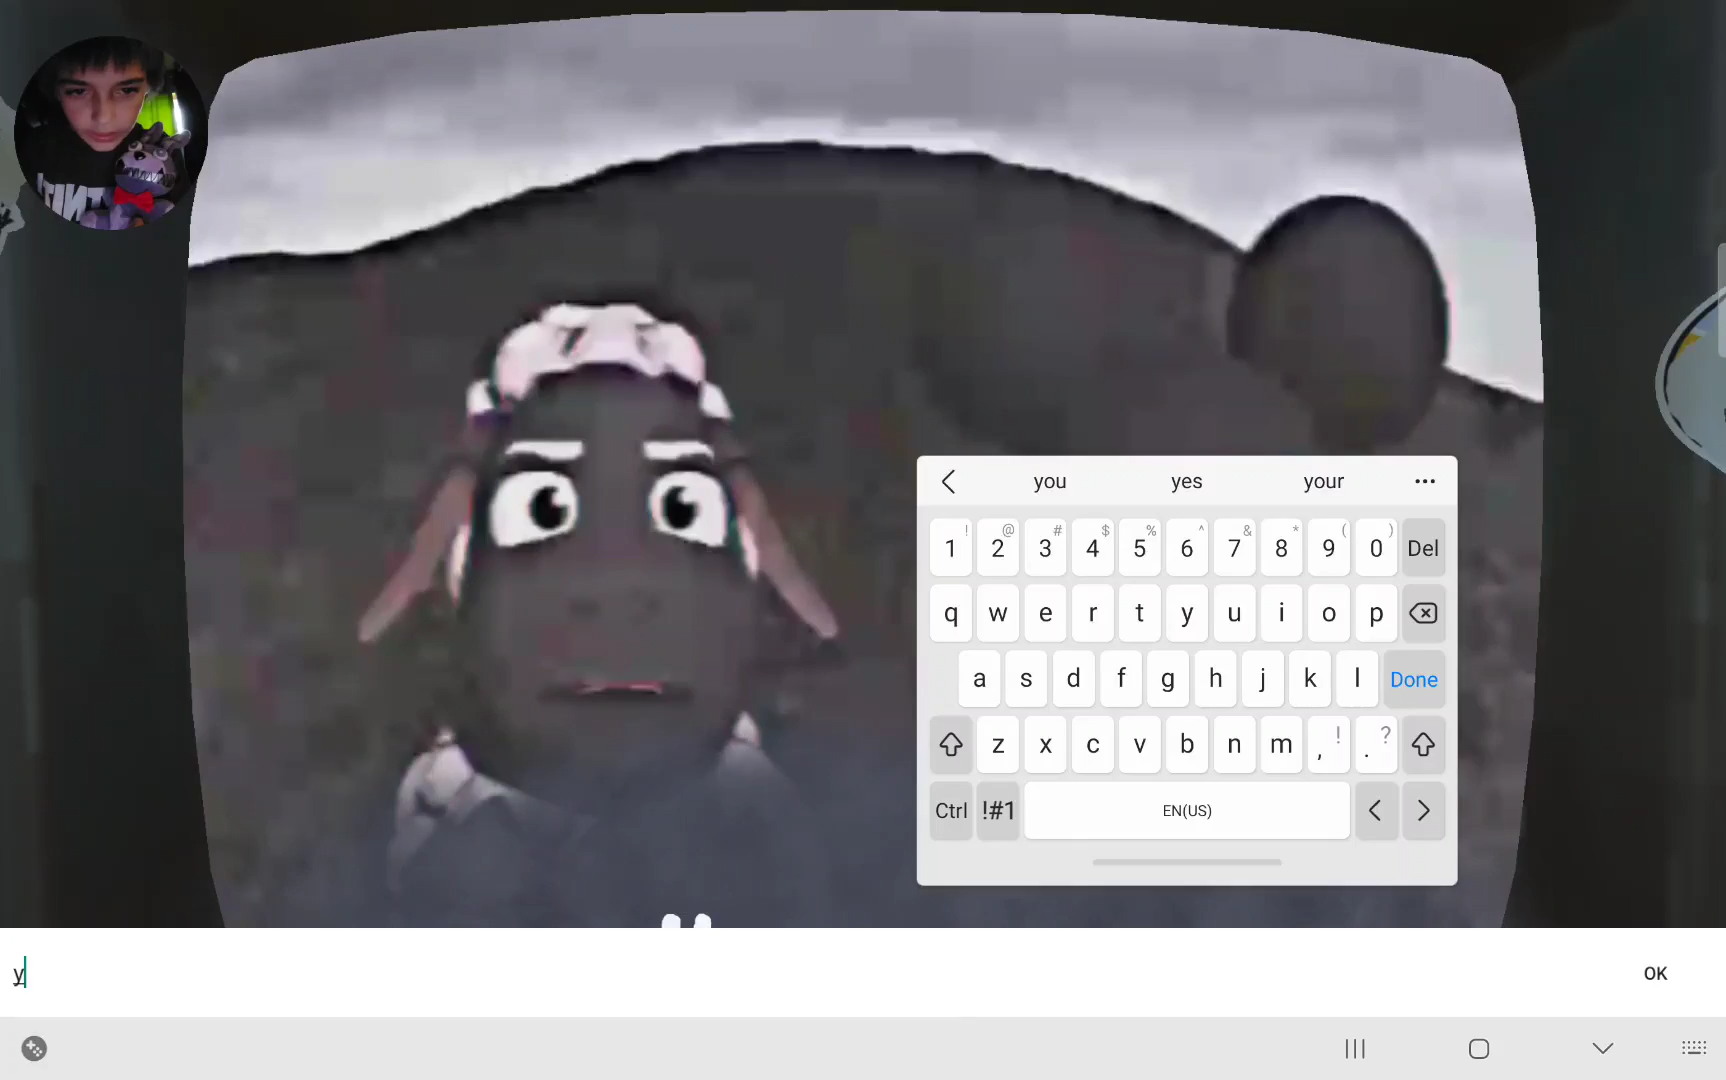 you yes your
! @ # $ % ^ & * ( )
1 2 3 4 5 6 7 8 9 0 Del
q w e r t y u i o p
a s d f g h j k l Done
! ?
z x c v b n m , .
Ctrl !#1 EN(US)
y OK